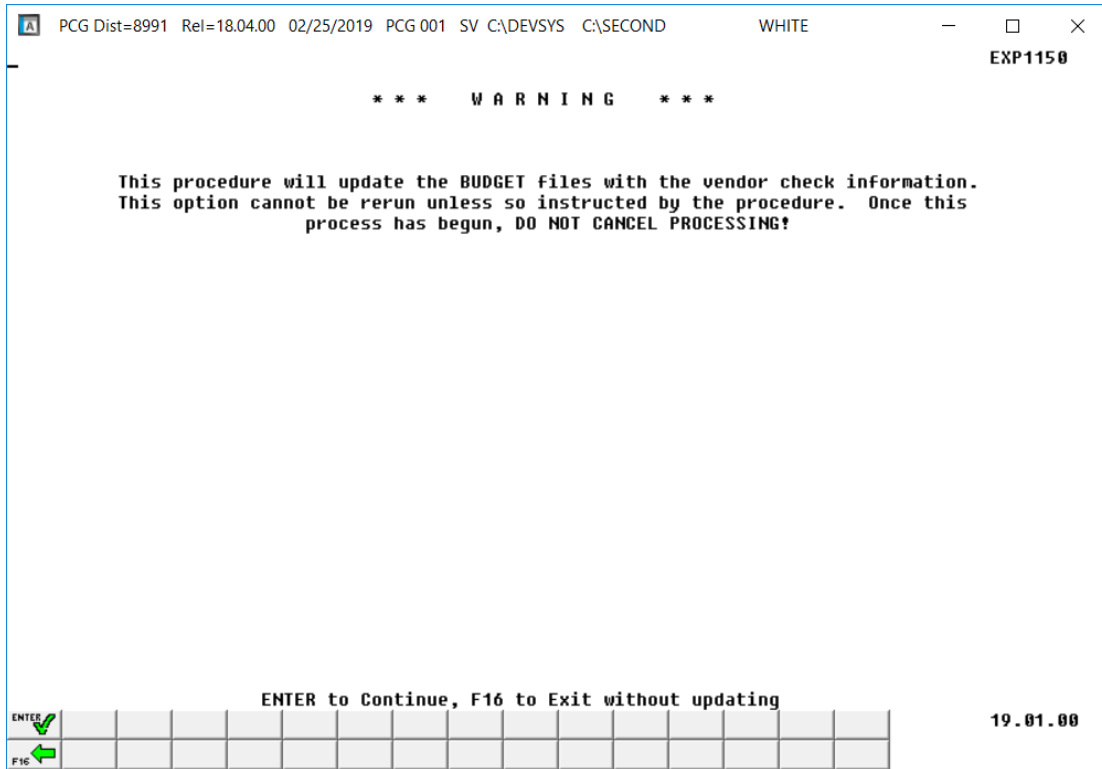 A PCG Dist=8991 Rel=18.04.00 02/25/2019 PCG 001 SV C:\DEVSYS C:\SECOND WHITE
EXP1150
* * * W A R N I N G * * *
This procedure will update the BUDGET files with the vendor check information.
This option cannot be rerun unless so instructed by the procedure. Once this
process has begun, DO NOT CANCEL PROCESSING!
ENTER to Continue, F16 to Exit without updating
ENTER
19.01.00
F16